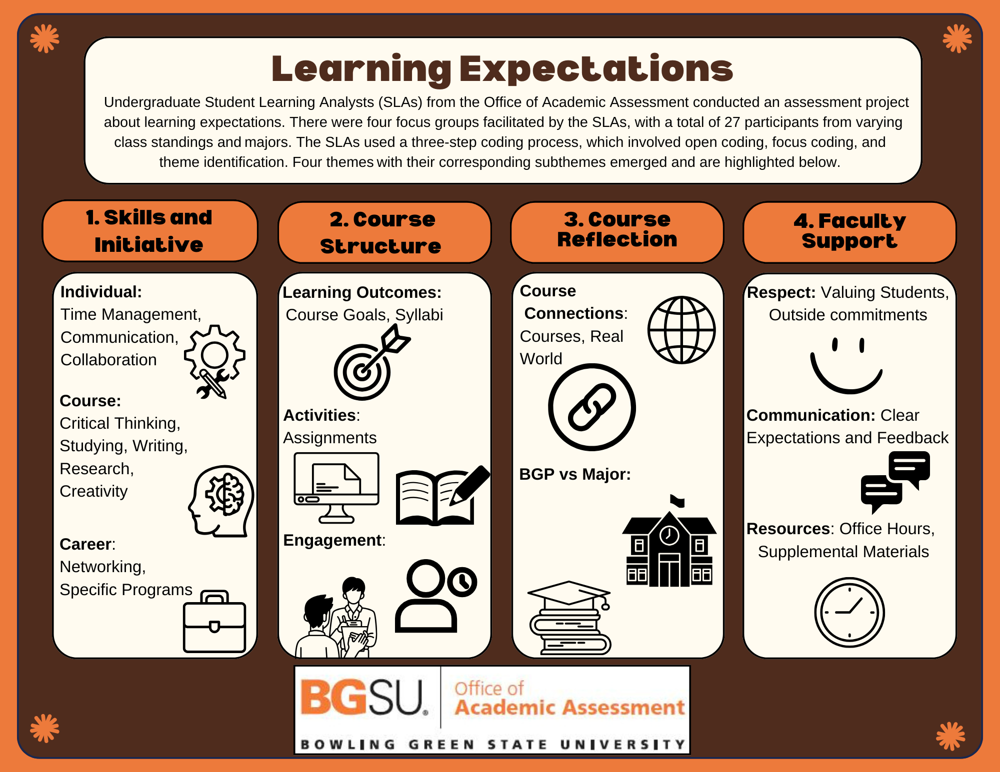 Learning Expectations
Undergraduate Student Learning Analysts (SLAs) from the Office of Academic Assessment conducted an assessment project
about learning expectations. There were four focus groups facilitated by the SLAs, with a total of 27 participants from varying
class standings and majors. The SLAs used a three-step coding process, which involved open coding, focus coding, and
theme identification. Four themes with their corresponding subthemes emerged and are highlighted below.
1. Skills and
Initiative
Individual:
Time Management,
Communication,
Collaboration
Course:
Critical Thinking,
Studying, Writing,
Research,
Creativity
Career:
Networking,
Specific Programs
2. Course
Structure
Learning Outcomes:
Course Goals, Syllabi
Activities:
Assignments
Engagement:
3. Course
Reflection
Course
Connections:
Courses, Real
World
BGP vs Major:
4. Faculty
Support
Respect: Valuing Students,
Outside commitments
Communication: Clear
Expectations and Feedback
Resources: Office Hours,
Supplemental Materials
BGSU®
Office of
Academic Assessment
BOWLING GREEN STATE UNIVERSITY